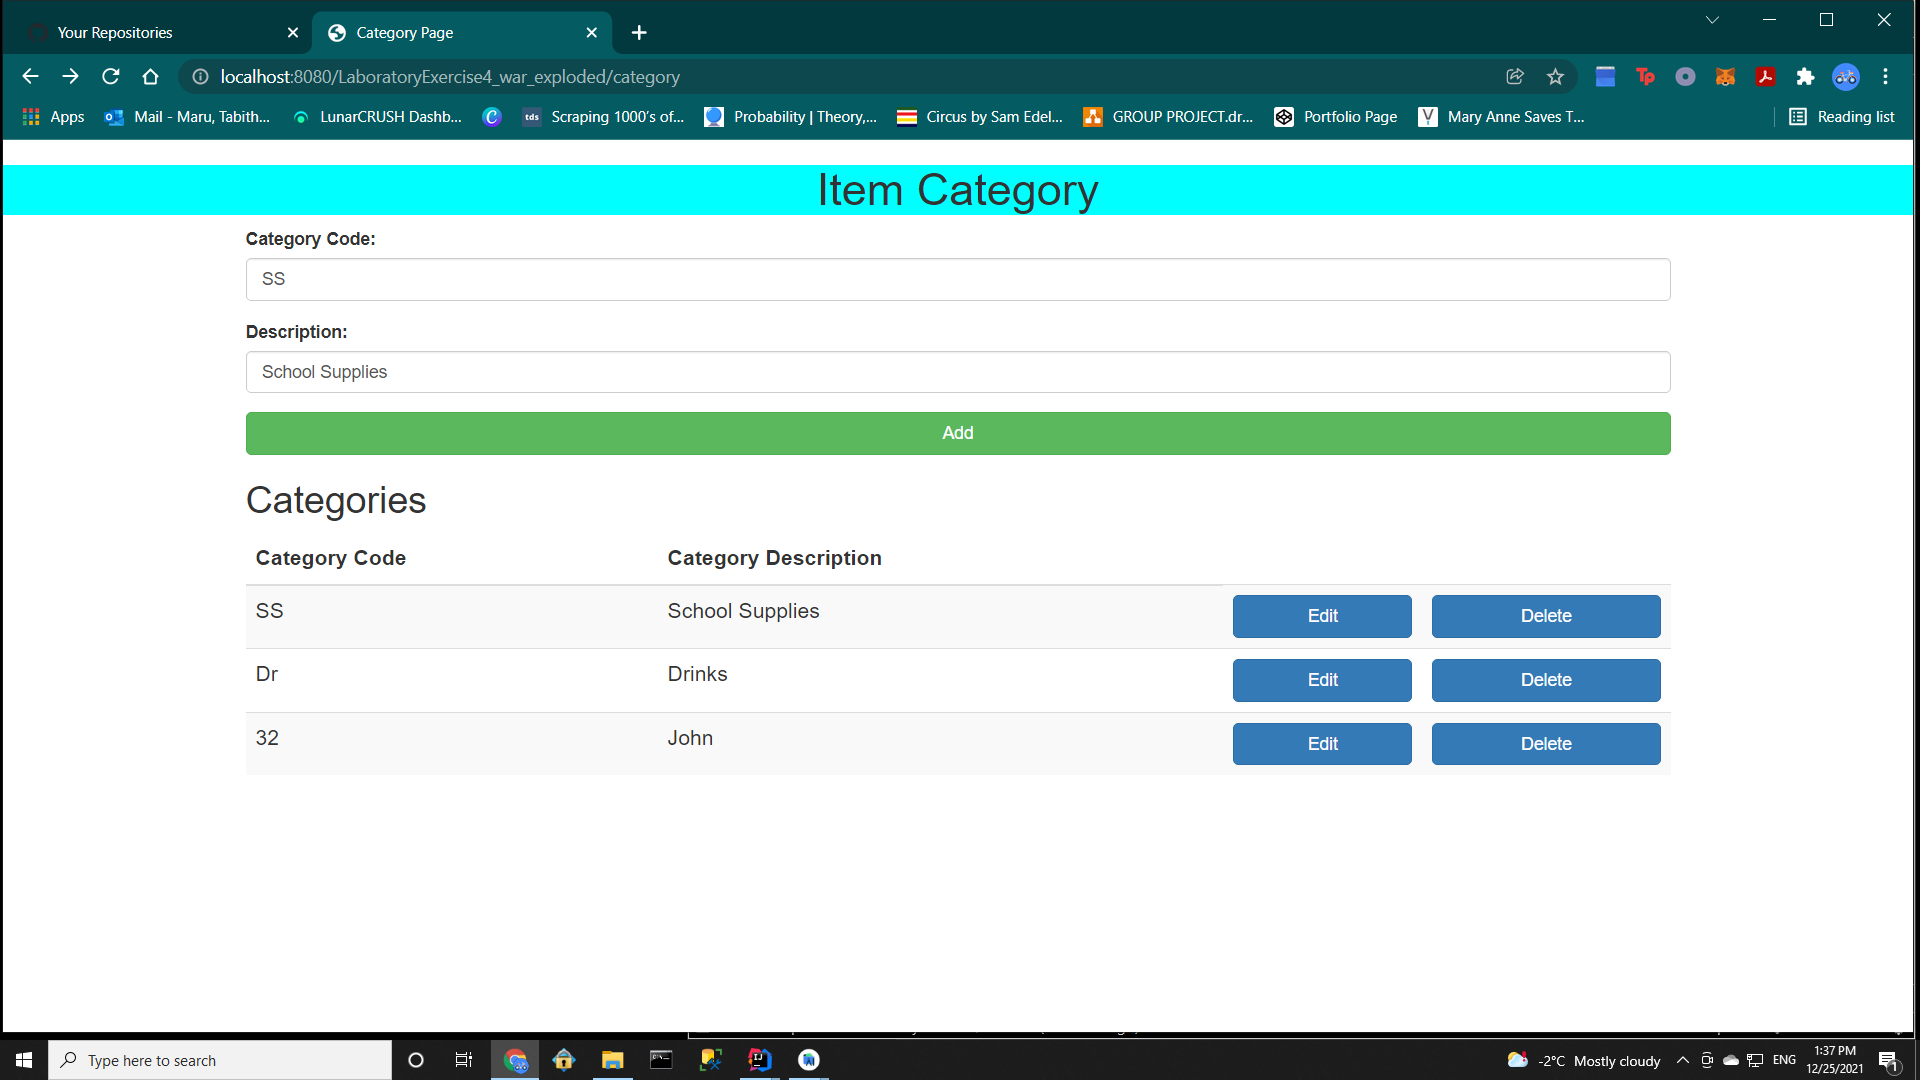 Your Repositories
Category Page
localhost:8080/LaboratoryExercise4_war_exploded/category
Apps
Mail - Maru, Tabith...
LunarCRUSH Dashb...
tds
Scraping 1000's of...
Probability | Theory,...
Circus by Sam Edel...
GROUP PROJECT.dr...
Portfolio Page
Mary Anne Saves T...
Reading list
Item Category
Category Code:
SS
Description:
School Supplies
Add
Categories
Category Code Category Description
SS School Supplies Edit Delete
Dr Drinks Edit Delete
32 John Edit Delete
Type here to search
-2°C Mostly cloudy
ENG
1:37 PM
12/25/2021
1